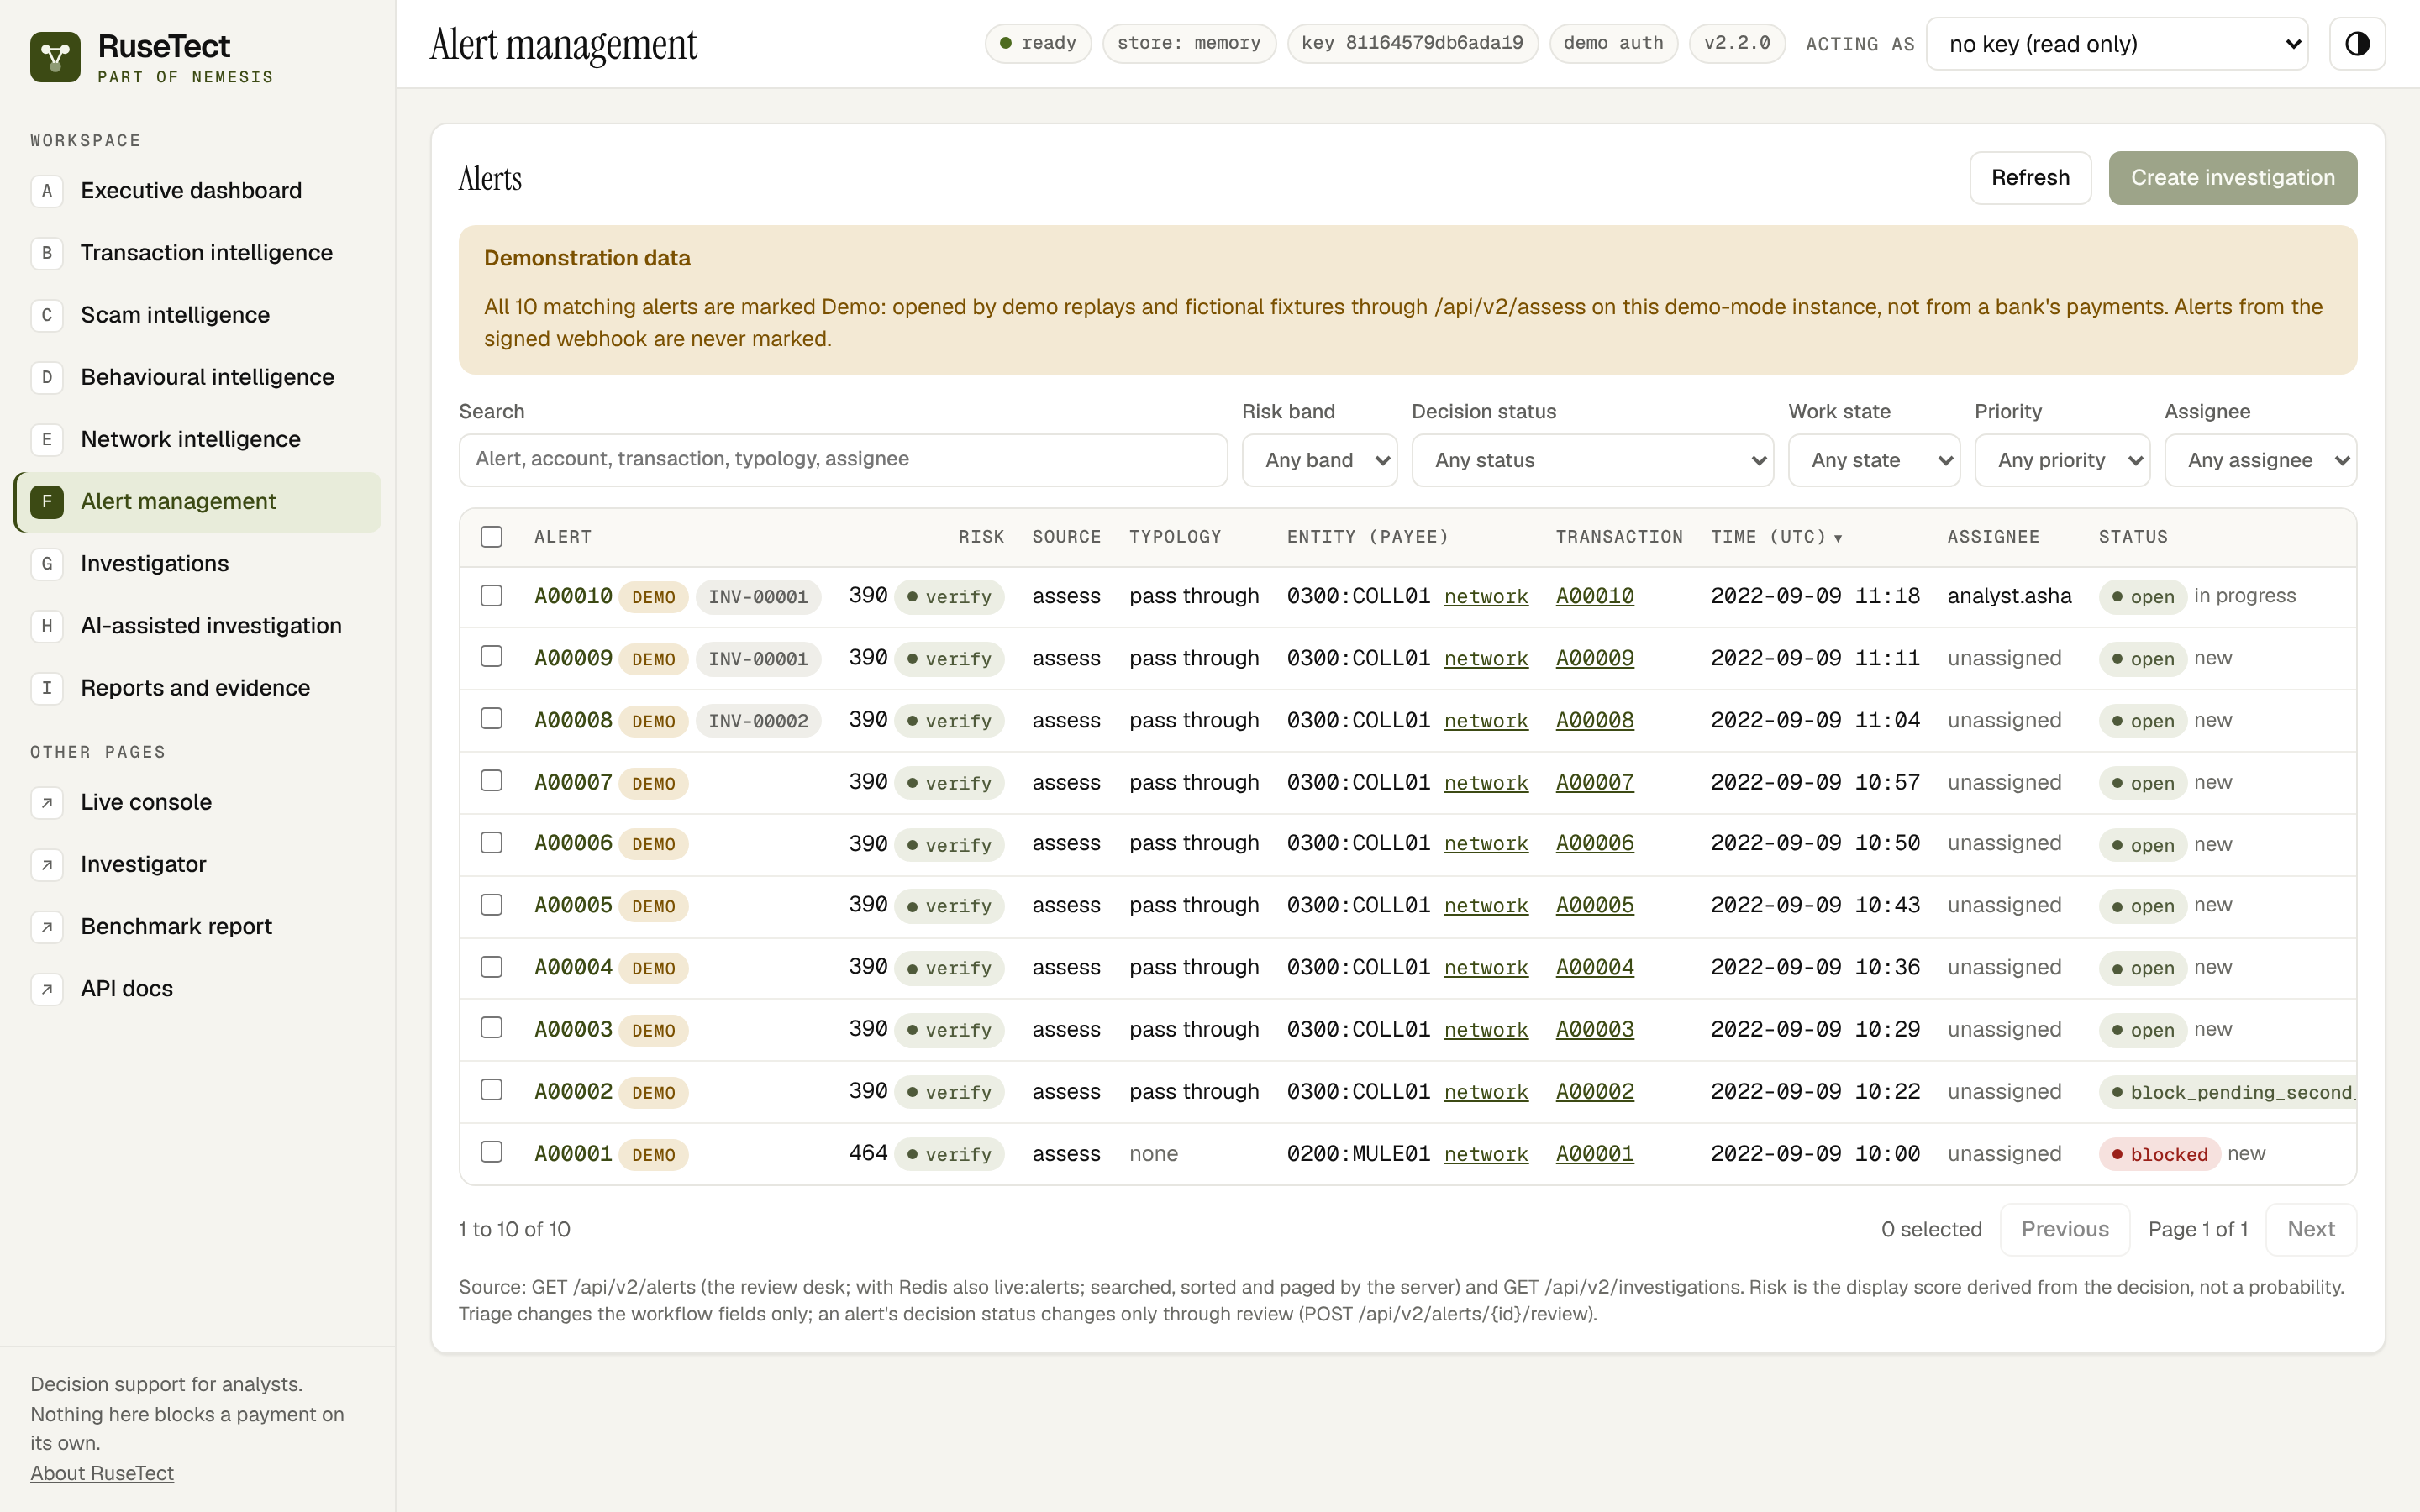 RuseTect
PART OF NEMESIS
WORKSPACE
A Executive dashboard
B Transaction intelligence
C Scam intelligence
D Behavioural intelligence
E Network intelligence
F Alert management
G Investigations
H AI-assisted investigation
I Reports and evidence
OTHER PAGES
Live console
Investigator
Benchmark report
API docs
Decision support for analysts.
Nothing here blocks a payment on
its own.
About RuseTect
Alert management
ready store: memory key 81164579db6ada19 demo auth v2.2.0 ACTING AS no key (read only)
Alerts
Refresh Create investigation
Demonstration data
All 10 matching alerts are marked Demo: opened by demo replays and fictional fixtures through /api/v2/assess on this demo-mode instance, not from a bank's payments. Alerts from the
signed webhook are never marked.
Search Risk band Decision status Work state Priority Assignee
Alert, account, transaction, typology, assignee Any band Any status Any state Any priority Any assignee
ALERT RISK SOURCE TYPOLOGY ENTITY (PAYEE) TRANSACTION TIME (UTC) ▼ ASSIGNEE STATUS
A00010 DEMO INV-00001 390 verify assess pass through 0300:COLL01 network A00010 2022-09-09 11:18 analyst.asha open in progress
A00009 DEMO INV-00001 390 verify assess pass through 0300:COLL01 network A00009 2022-09-09 11:11 unassigned open new
A00008 DEMO INV-00002 390 verify assess pass through 0300:COLL01 network A00008 2022-09-09 11:04 unassigned open new
A00007 DEMO 390 verify assess pass through 0300:COLL01 network A00007 2022-09-09 10:57 unassigned open new
A00006 DEMO 390 verify assess pass through 0300:COLL01 network A00006 2022-09-09 10:50 unassigned open new
A00005 DEMO 390 verify assess pass through 0300:COLL01 network A00005 2022-09-09 10:43 unassigned open new
A00004 DEMO 390 verify assess pass through 0300:COLL01 network A00004 2022-09-09 10:36 unassigned open new
A00003 DEMO 390 verify assess pass through 0300:COLL01 network A00003 2022-09-09 10:29 unassigned open new
A00002 DEMO 390 verify assess pass through 0300:COLL01 network A00002 2022-09-09 10:22 unassigned block_pending_second_
A00001 DEMO 464 verify assess none 0200:MULE01 network A00001 2022-09-09 10:00 unassigned blocked new
1 to 10 of 10 0 selected Previous Page 1 of 1 Next
Source: GET /api/v2/alerts (the review desk; with Redis also live:alerts; searched, sorted and paged by the server) and GET /api/v2/investigations. Risk is the display score derived from the decision, not a probability.
Triage changes the workflow fields only; an alert's decision status changes only through review (POST /api/v2/alerts/{id}/review).